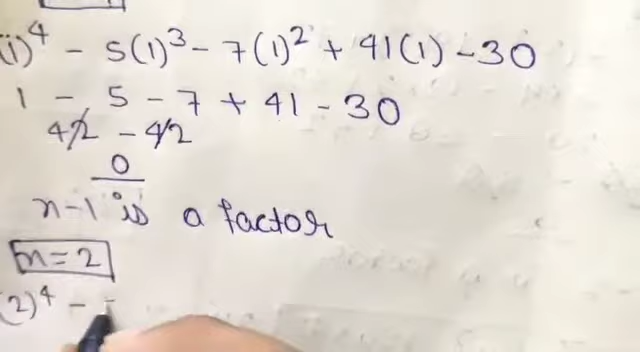 (1)⁴ - 5(1)³ - 7(1)² + 41(1) - 30
1 - 5 - 7 + 41 - 30
42 - 42
0
x-1 is a factor
x=2
(2)⁴ -